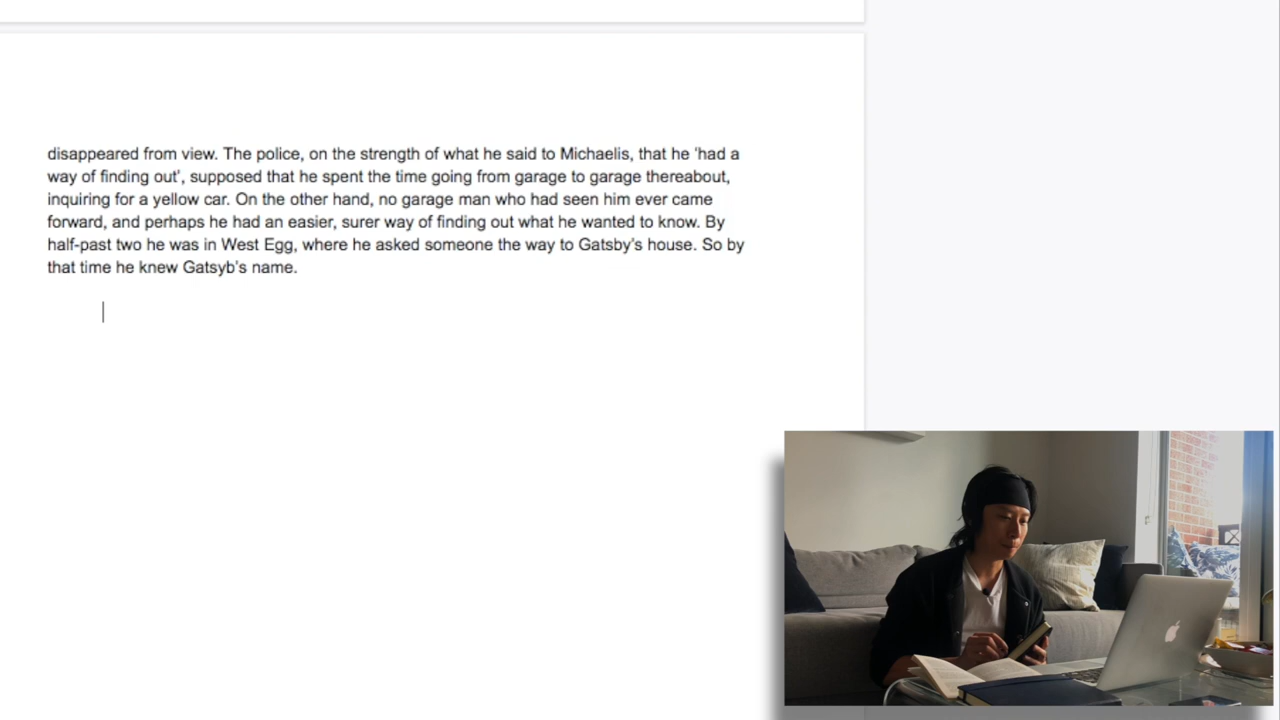 disappeared from view. The police, on the strength of what he said to Michaelis, that he 'had a
way of finding out', supposed that he spent the time going from garage to garage thereabout,
inquiring for a yellow car. On the other hand, no garage man who had seen him ever came
forward, and perhaps he had an easier, surer way of finding out what he wanted to know. By
half-past two he was in West Egg, where he asked someone the way to Gatsby's house. So by
that time he knew Gatsyb's name.